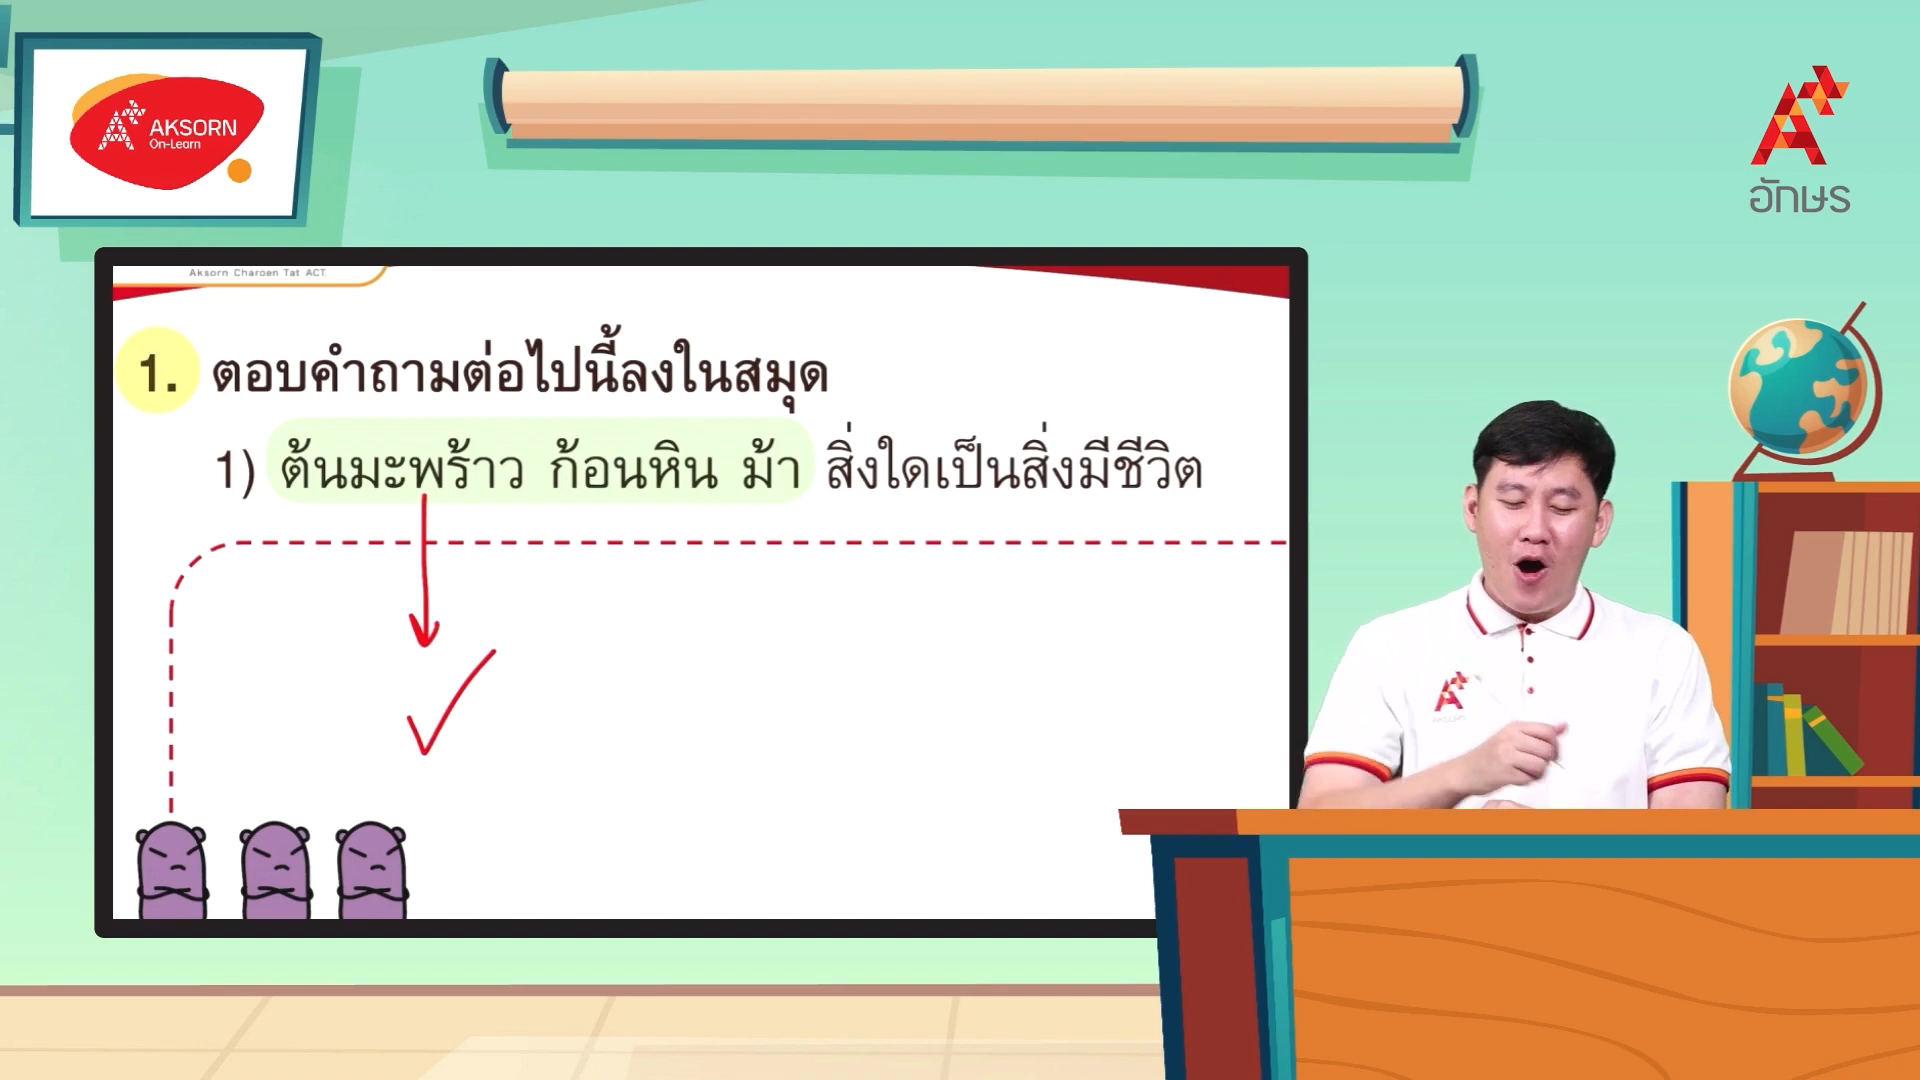 AKSORN
On-Learn
อักษร
Aksorn Charoen Tat ACT
1. ตอบคำถามต่อไปนี้ลงในสมุด
1) ต้นมะพร้าว ก้อนหิน ม้า สิ่งใดเป็นสิ่งมีชีวิต